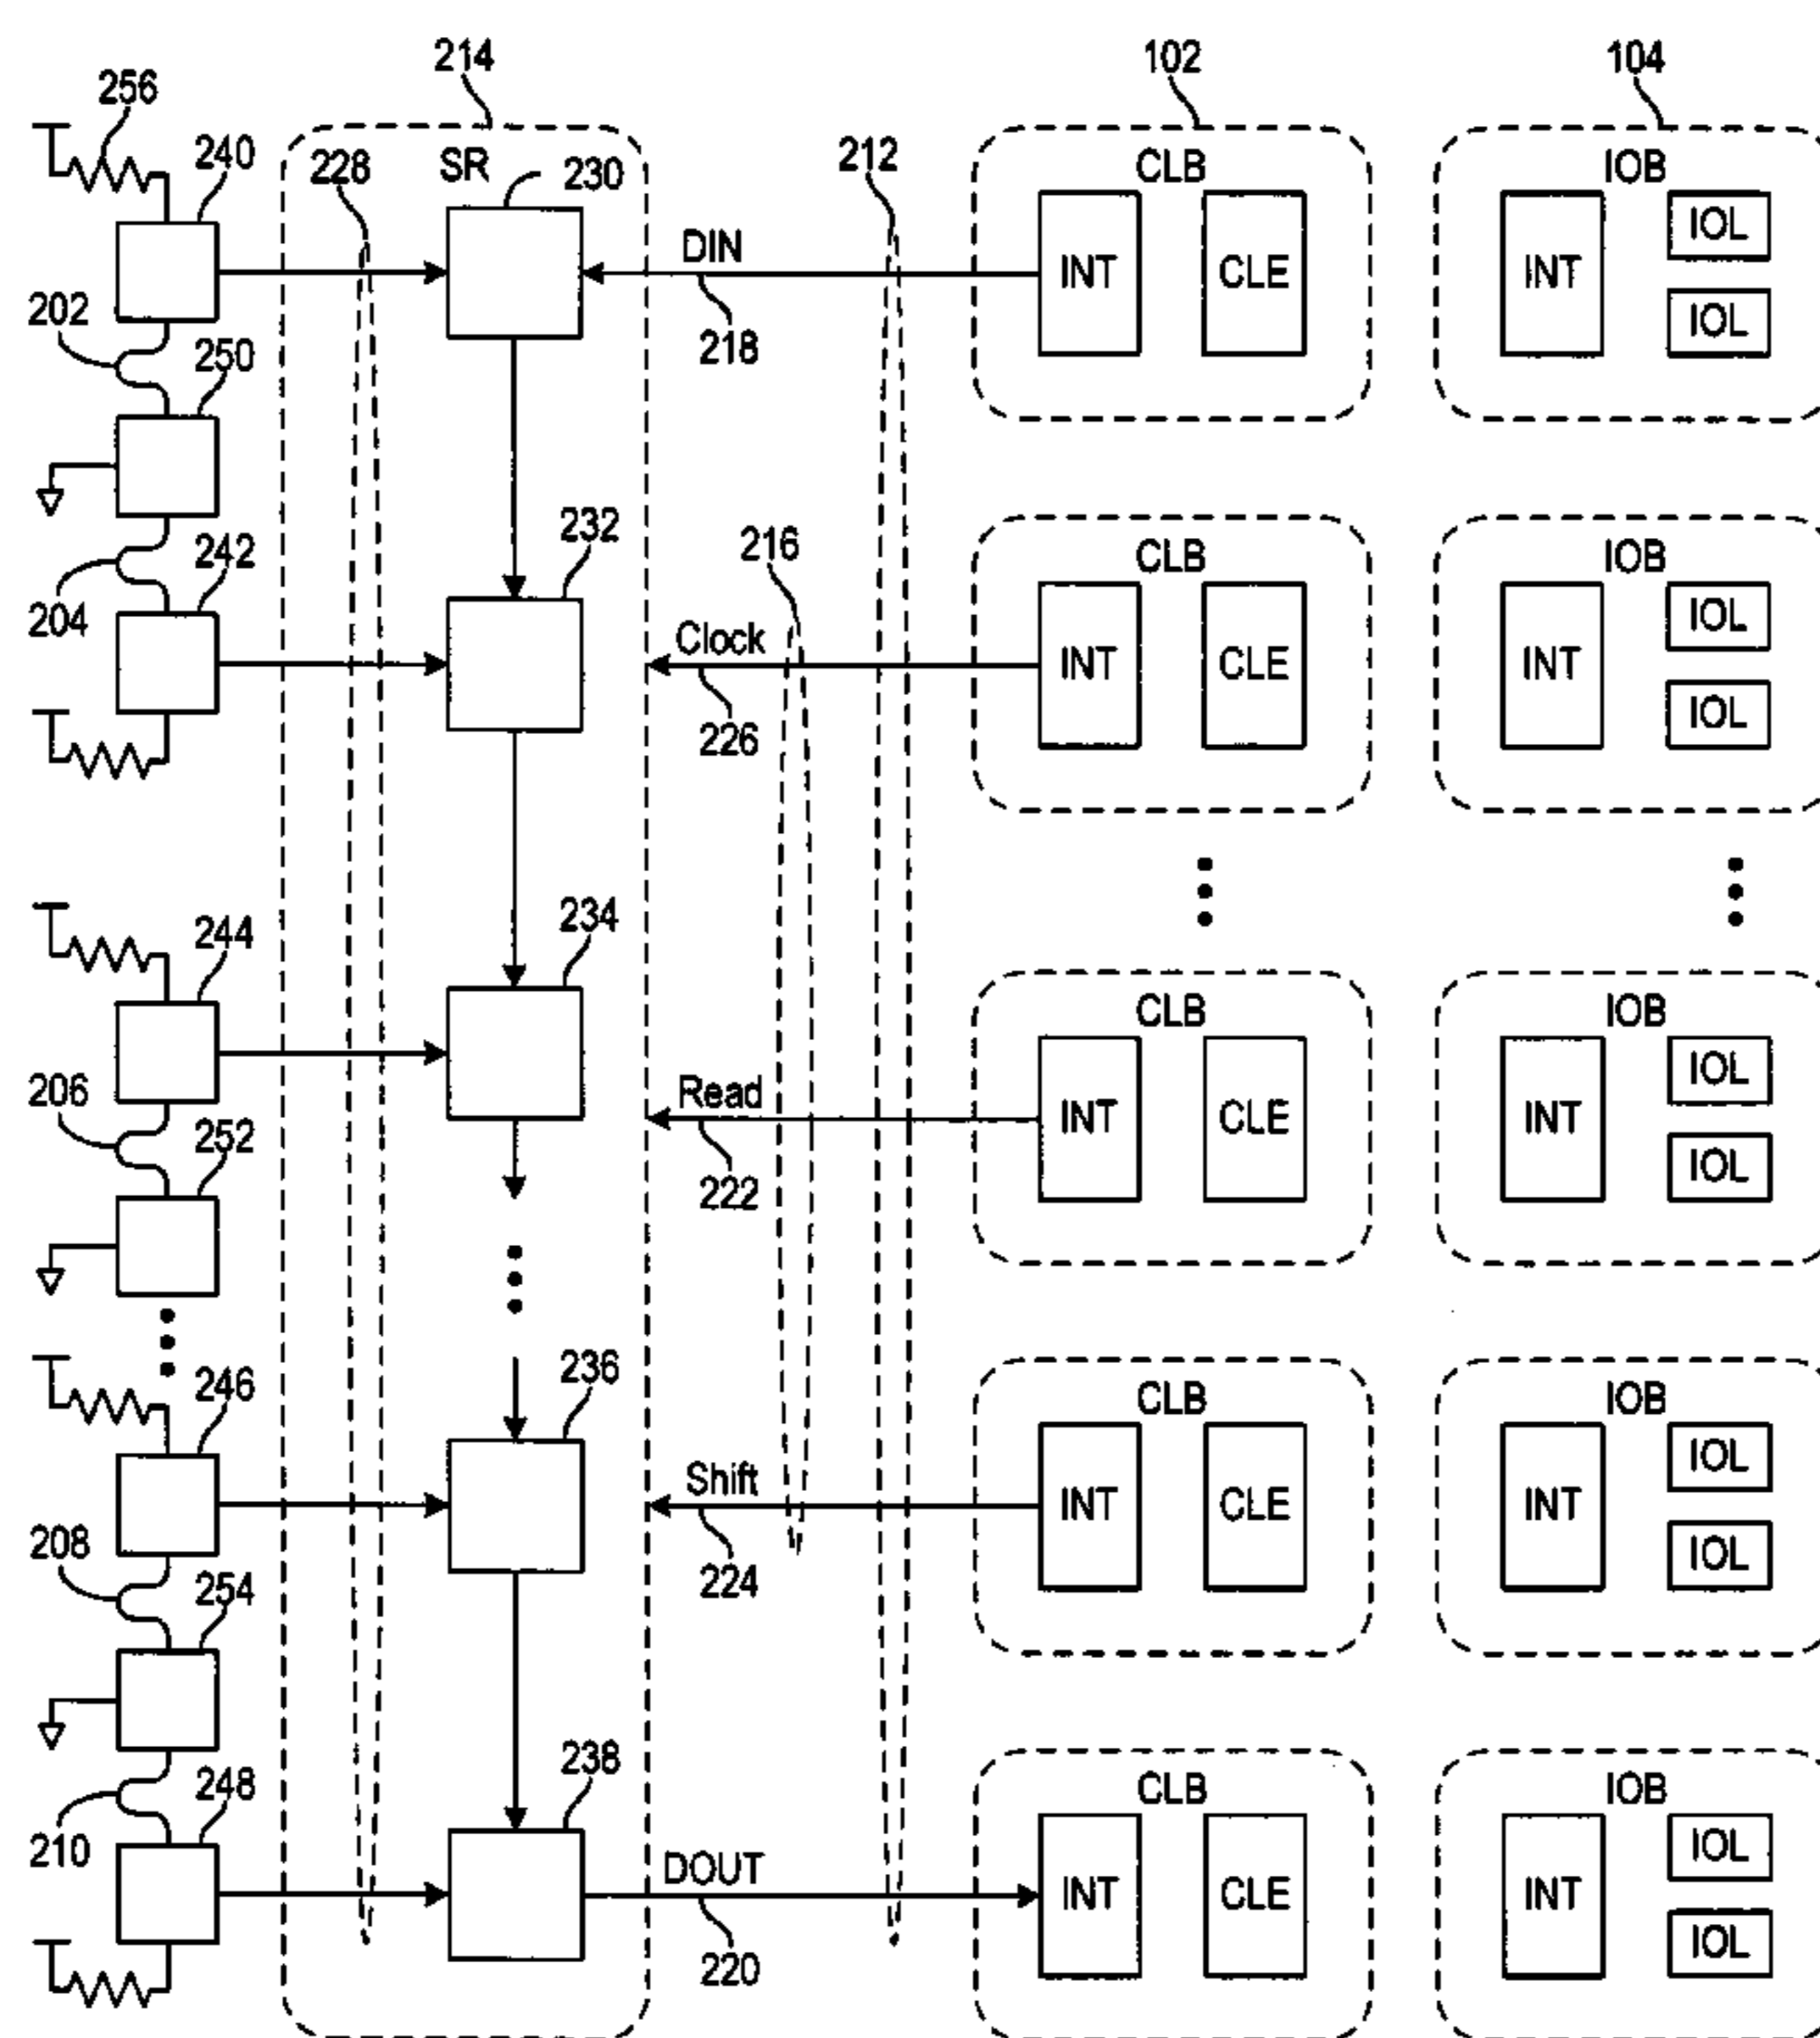 214
102
104
256
240
228
SR
230
212
CLB
IOB
DIN
INT
CLE
INT
IOL
IOL
202
250
218
232
216
CLB
IOB
242
204
Clock
INT
CLE
INT
IOL
IOL
226
244
234
CLB
IOB
206
252
Read
INT
CLE
INT
IOL
IOL
222
246
236
CLB
IOB
208
254
Shift
INT
CLE
INT
IOL
IOL
224
248
238
CLB
IOB
210
DOUT
INT
CLE
INT
IOL
IOL
220